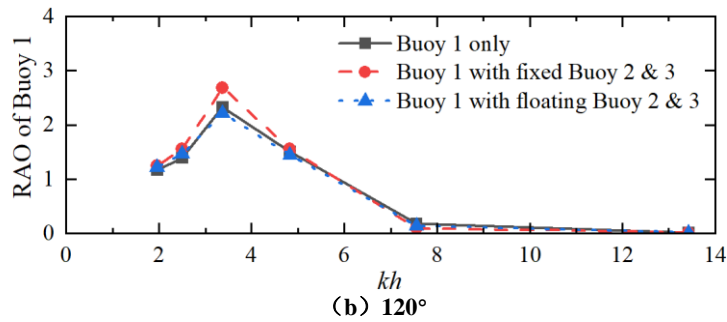 4
Buoy 1 only
3
Buoy 1 with fixed Buoy 2 & 3
Buoy 1 with floating Buoy 2 & 3
2
1
0
RAO of Buoy 1
0 2 4 6 8 10 12 14
kh
（b）120°